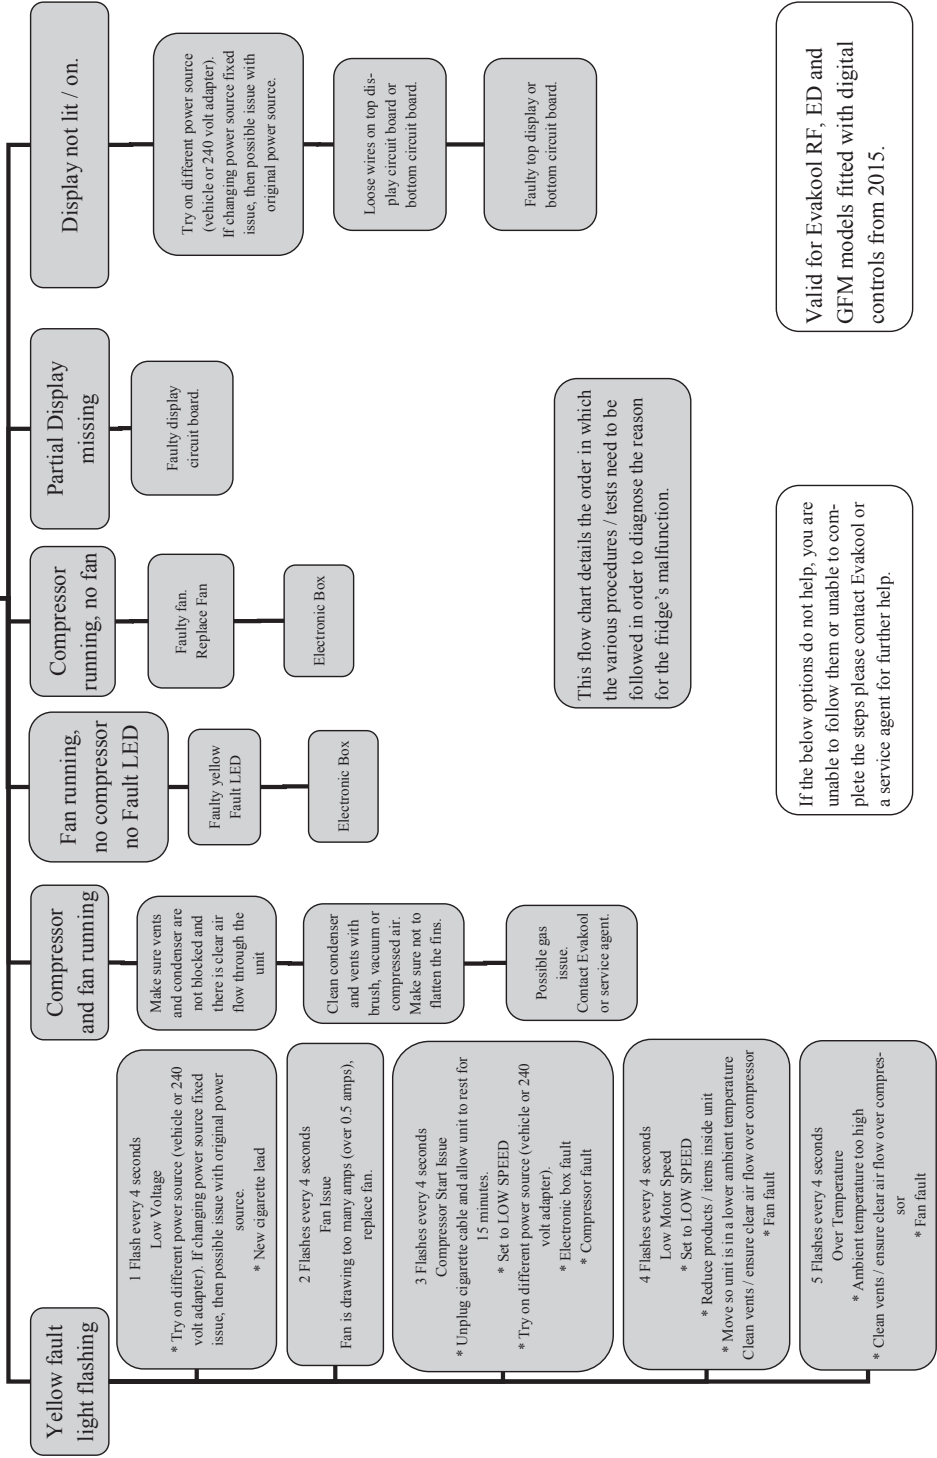 Yellow fault
light flashing
1 Flash every 4 seconds
Low Voltage
* Try on different power source (vehicle or 240
volt adapter). If changing power source fixed
issue, then possible issue with original power
source.
* New cigarette lead
2 Flashes every 4 seconds
Fan Issue
Fan is drawing too many amps (over 0.5 amps),
replace fan.
3 Flashes every 4 seconds
Compressor Start Issue
* Unplug cigarette cable and allow unit to rest for
15 minutes.
* Set to LOW SPEED
* Try on different power source (vehicle or 240
volt adapter).
* Electronic box fault
* Compressor fault
4 Flashes every 4 seconds
Low Motor Speed
* Set to LOW SPEED
* Reduce products / items inside unit
* Move so unit is in a lower ambient temperature
Clean vents / ensure clear air flow over compressor
* Fan fault
5 Flashes every 4 seconds
Over Temperature
* Ambient temperature too high
* Clean vents / ensure clear air flow over compres-
sor
* Fan fault
Compressor
and fan running
Make sure vents
and condenser are
not blocked and
there is clear air
flow through the
unit
Clean condenser
and vents with
brush, vacuum or
compressed air.
Make sure not to
flatten the fins.
Possible gas
issue.
Contact Evakool
or service agent.
Fan running,
no compressor
no Fault LED
Faulty yellow
Fault LED
Electronic Box
Compressor
running, no fan
Faulty fan.
Replace Fan
Electronic Box
Partial Display
missing
Faulty display
circuit board.
Display not lit / on.
Try on different power source
(vehicle or 240 volt adapter).
If changing power source fixed
issue, then possible issue with
original power source.
Loose wires on top dis-
play circuit board or
bottom circuit board.
Faulty top display or
bottom circuit board.
This flow chart details the order in which
the various procedures / tests need to be
followed in order to diagnose the reason
for the fridge's malfunction.
If the below options do not help, you are
unable to follow them or unable to com-
plete the steps please contact Evakool or
a service agent for further help.
Valid for Evakool RF, ED and
GFM models fitted with digital
controls from 2015.